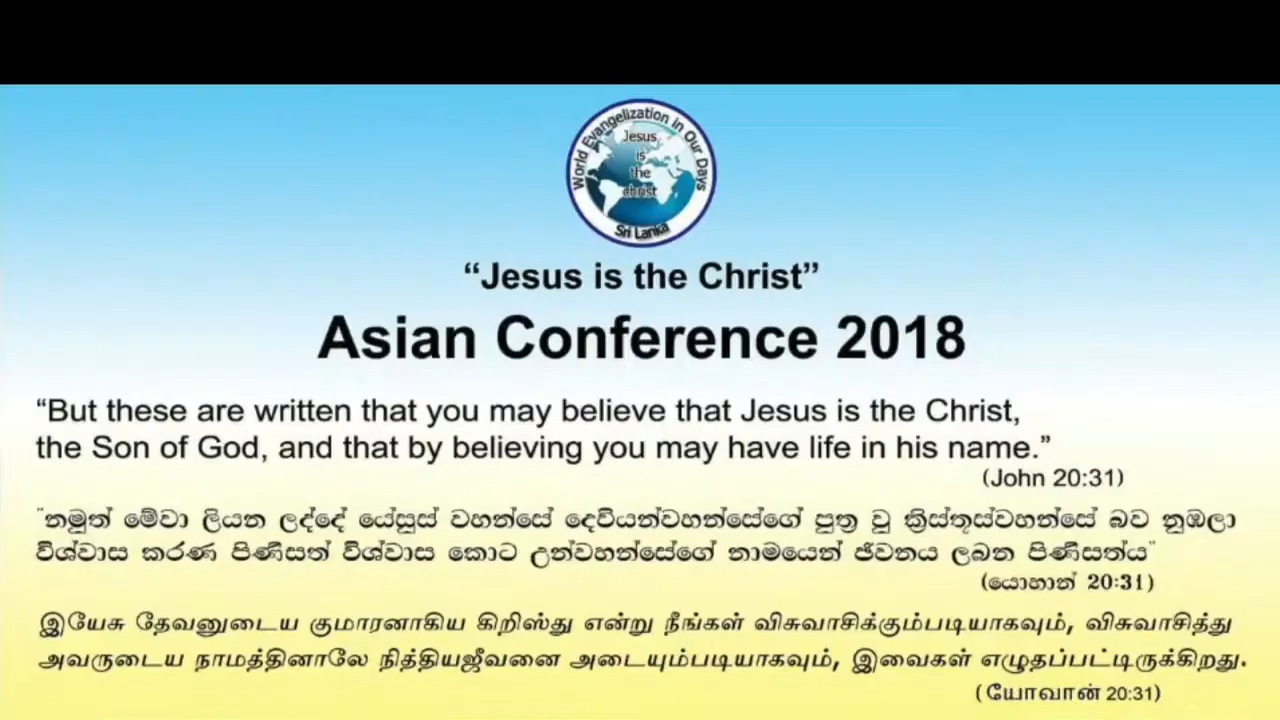 World Evangelization in Our Days
Jesus
is
the
christ
Sri Lanka
“Jesus is the Christ”
Asian Conference 2018
“But these are written that you may believe that Jesus is the Christ,
the Son of God, and that by believing you may have life in his name.”
(John 20:31)
"නමුත් මේවා ලියන ලද්දේ යේසුස් වහන්සේ දෙවියන්වහන්සේගේ පුත්‍ර වූ ක්‍රිස්තුස්වහන්සේ බව නුඹලා
විශ්වාස කරණ පිණිසත් විශ්වාස කොට උන්වහන්සේගේ නාමයෙන් ජීවනය ලබන පිණිසත්ය"
(යොහාන් 20:31)
இயேசு தேவனுடைய குமாரனாகிய கிறிஸ்து என்று நீங்கள் விசுவாசிக்கும்படியாகவும், விசுவாசித்து
அவருடைய நாமத்தினாலே நித்தியஜீவனை அடையும்படியாகவும், இவைகள் எழுதப்பட்டிருக்கிறது.
(யோவான் 20:31)